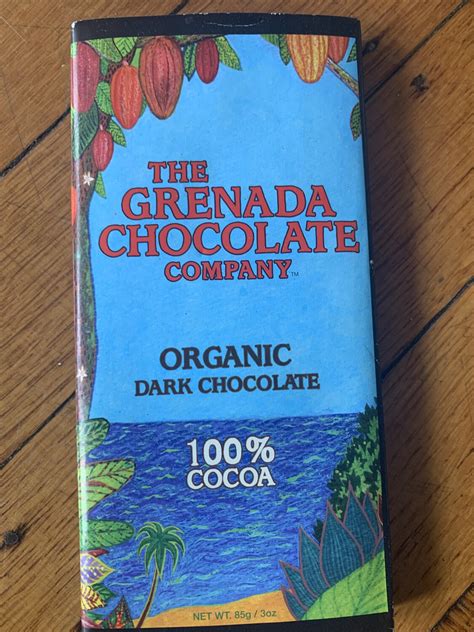 THE
GRENADA
CHOCOLATE
COMPANY™
ORGANIC
DARK CHOCOLATE
100%
COCOA
NET WT. 85g / 3oz